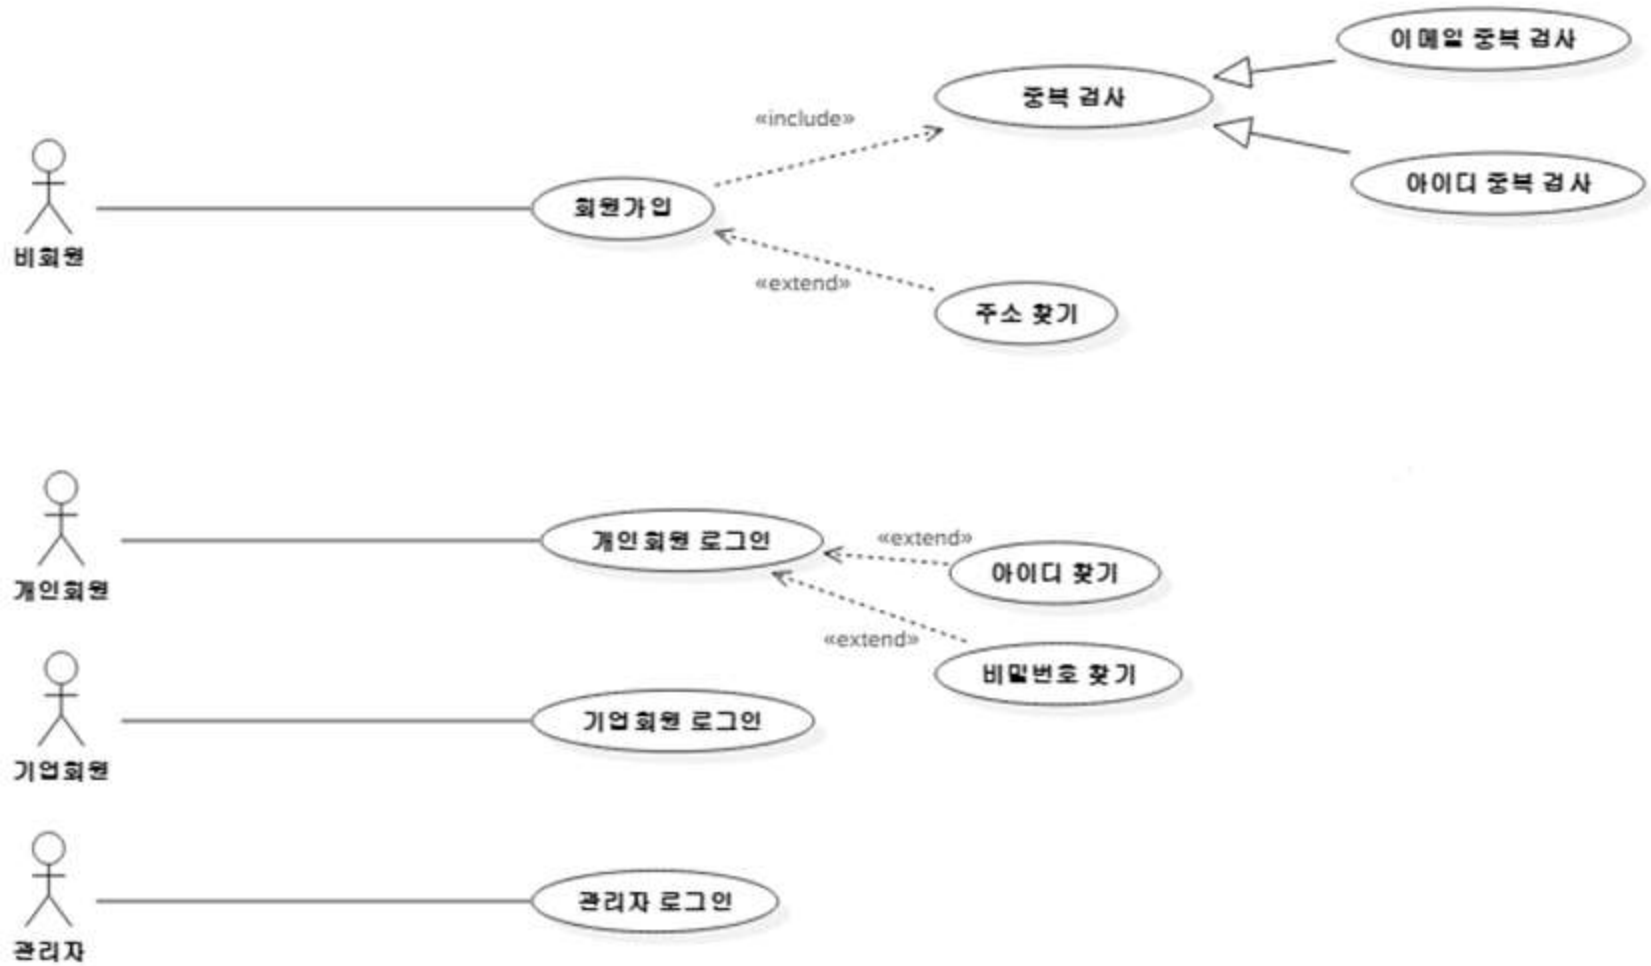 이메일 중복 검사
중복 검사
«include»
아이디 중복 검사
회원가입
비회원
«extend»
주소 찾기
개인회원 로그인
«extend»
아이디 찾기
개인회원
«extend»
비밀번호 찾기
기업회원 로그인
기업회원
관리자 로그인
관리자